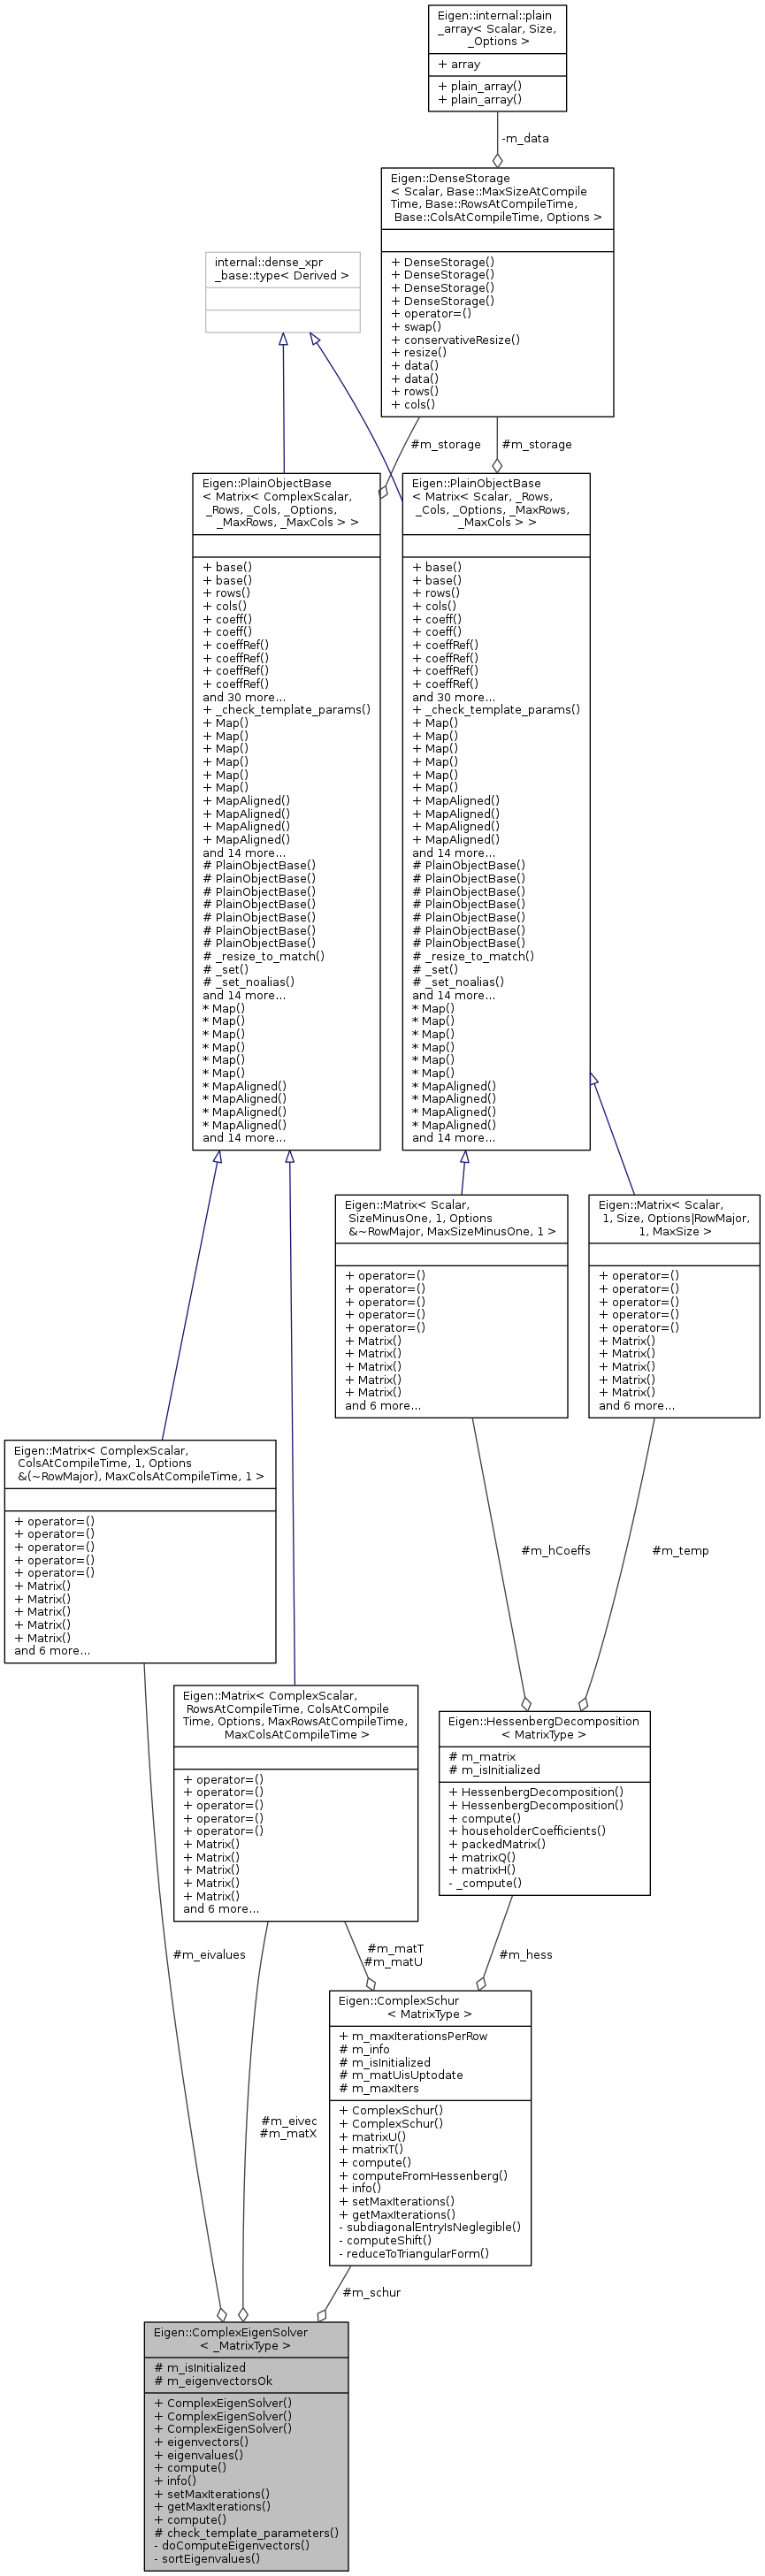 Eigen::internal::plain
_array< Scalar, Size,
_Options >
+ array
+ plain_array()
+ plain_array()
-m_data
Eigen::DenseStorage
< Scalar, Base::MaxSizeAtCompile
Time, Base::RowsAtCompileTime,
Base::ColsAtCompileTime, Options >
+ DenseStorage()
+ DenseStorage()
+ DenseStorage()
+ DenseStorage()
+ operator=()
+ swap()
+ conservativeResize()
+ resize()
+ data()
+ data()
+ rows()
+ cols()
internal::dense_xpr
_base::type< Derived >
#m_storage
#m_storage
Eigen::PlainObjectBase
< Matrix< ComplexScalar,
_Rows, _Cols, _Options,
_MaxRows, _MaxCols > >
+ base()
+ base()
+ rows()
+ cols()
+ coeff()
+ coeff()
+ coeffRef()
+ coeffRef()
+ coeffRef()
+ coeffRef()
and 30 more...
+ _check_template_params()
+ Map()
+ Map()
+ Map()
+ Map()
+ Map()
+ Map()
+ MapAligned()
+ MapAligned()
+ MapAligned()
+ MapAligned()
and 14 more...
# PlainObjectBase()
# PlainObjectBase()
# PlainObjectBase()
# PlainObjectBase()
# PlainObjectBase()
# PlainObjectBase()
# PlainObjectBase()
# _resize_to_match()
# _set()
# _set_noalias()
and 14 more...
* Map()
* Map()
* Map()
* Map()
* Map()
* Map()
* MapAligned()
* MapAligned()
* MapAligned()
* MapAligned()
and 14 more...
Eigen::PlainObjectBase
< Matrix< Scalar, _Rows,
_Cols, _Options, _MaxRows,
_MaxCols > >
+ base()
+ base()
+ rows()
+ cols()
+ coeff()
+ coeff()
+ coeffRef()
+ coeffRef()
+ coeffRef()
+ coeffRef()
and 30 more...
+ _check_template_params()
+ Map()
+ Map()
+ Map()
+ Map()
+ Map()
+ Map()
+ MapAligned()
+ MapAligned()
+ MapAligned()
+ MapAligned()
and 14 more...
# PlainObjectBase()
# PlainObjectBase()
# PlainObjectBase()
# PlainObjectBase()
# PlainObjectBase()
# PlainObjectBase()
# PlainObjectBase()
# _resize_to_match()
# _set()
# _set_noalias()
and 14 more...
* Map()
* Map()
* Map()
* Map()
* Map()
* Map()
* MapAligned()
* MapAligned()
* MapAligned()
* MapAligned()
and 14 more...
Eigen::Matrix< Scalar,
SizeMinusOne, 1, Options
&~RowMajor, MaxSizeMinusOne, 1 >
+ operator=()
+ operator=()
+ operator=()
+ operator=()
+ operator=()
+ Matrix()
+ Matrix()
+ Matrix()
+ Matrix()
+ Matrix()
and 6 more...
Eigen::Matrix< Scalar,
1, Size, Options|RowMajor,
1, MaxSize >
+ operator=()
+ operator=()
+ operator=()
+ operator=()
+ operator=()
+ Matrix()
+ Matrix()
+ Matrix()
+ Matrix()
+ Matrix()
and 6 more...
Eigen::Matrix< ComplexScalar,
ColsAtCompileTime, 1, Options
&(~RowMajor), MaxColsAtCompileTime, 1 >
+ operator=()
+ operator=()
+ operator=()
+ operator=()
+ operator=()
+ Matrix()
+ Matrix()
+ Matrix()
+ Matrix()
+ Matrix()
and 6 more...
#m_hCoeffs
#m_temp
Eigen::Matrix< ComplexScalar,
RowsAtCompileTime, ColsAtCompile
Time, Options, MaxRowsAtCompileTime,
MaxColsAtCompileTime >
+ operator=()
+ operator=()
+ operator=()
+ operator=()
+ operator=()
+ Matrix()
+ Matrix()
+ Matrix()
+ Matrix()
+ Matrix()
and 6 more...
Eigen::HessenbergDecomposition
< MatrixType >
# m_matrix
# m_isInitialized
+ HessenbergDecomposition()
+ HessenbergDecomposition()
+ compute()
+ householderCoefficients()
+ packedMatrix()
+ matrixQ()
+ matrixH()
- _compute()
#m_eivalues
#m_matT
#m_matU
#m_hess
Eigen::ComplexSchur
< MatrixType >
+ m_maxIterationsPerRow
# m_info
# m_isInitialized
# m_matUisUptodate
# m_maxIters
+ ComplexSchur()
+ ComplexSchur()
+ matrixU()
+ matrixT()
+ compute()
+ computeFromHessenberg()
+ info()
+ setMaxIterations()
+ getMaxIterations()
- subdiagonalEntryIsNeglegible()
- computeShift()
- reduceToTriangularForm()
#m_eivec
#m_matX
#m_schur
Eigen::ComplexEigenSolver
< _MatrixType >
# m_isInitialized
# m_eigenvectorsOk
+ ComplexEigenSolver()
+ ComplexEigenSolver()
+ ComplexEigenSolver()
+ eigenvectors()
+ eigenvalues()
+ compute()
+ info()
+ setMaxIterations()
+ getMaxIterations()
+ compute()
# check_template_parameters()
- doComputeEigenvectors()
- sortEigenvalues()